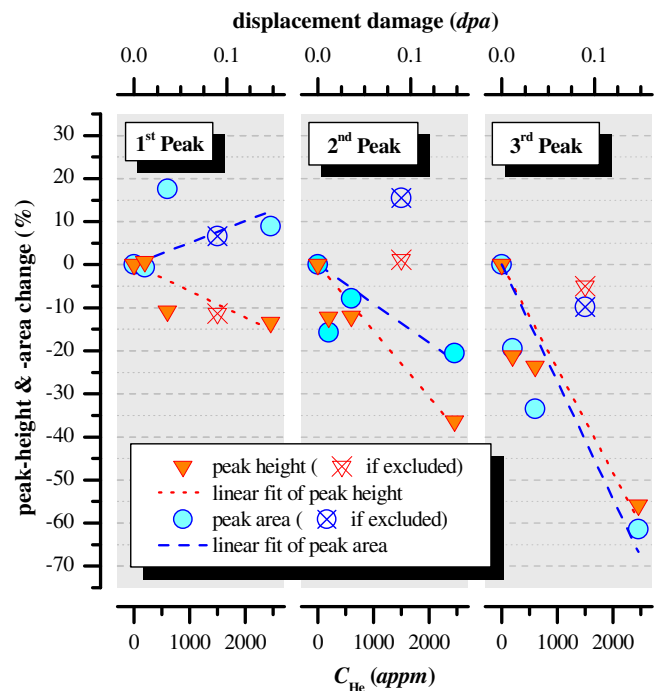 displacement damage (dpa)
0.0 0.1 0.0 0.1 0.0 0.1
1st Peak 2nd Peak 3rd Peak
30
20
10
0
-10
-20
-30
-40
-50
-60
-70
peak-height & -area change (%)
peak height ( if excluded)
linear fit of peak height
peak area ( if excluded)
linear fit of peak area
0 1000 2000 0 1000 2000 0 1000 2000
CHe (appm)